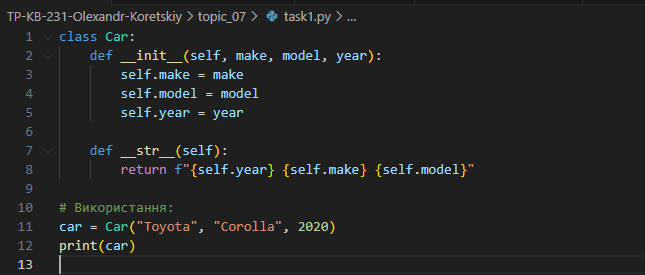 TP-KB-231-Olexandr-Koretskiy > topic_07 > task1.py > ...
1 class Car:
2     def __init__(self, make, model, year):
3         self.make = make
4         self.model = model
5         self.year = year
6
7     def __str__(self):
8         return f"{self.year} {self.make} {self.model}"
9
10 # Використання:
11 car = Car("Toyota", "Corolla", 2020)
12 print(car)
13